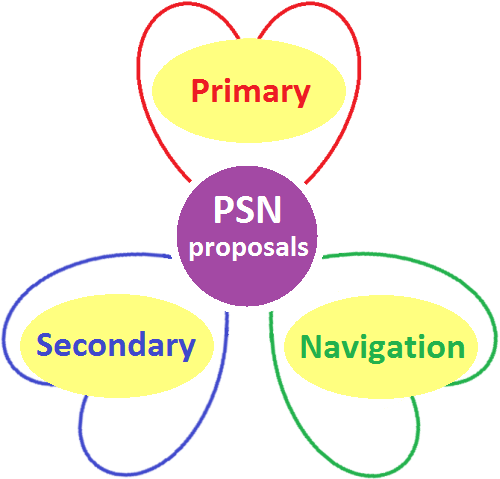 Primary
PSN
proposals
Secondary
Navigation